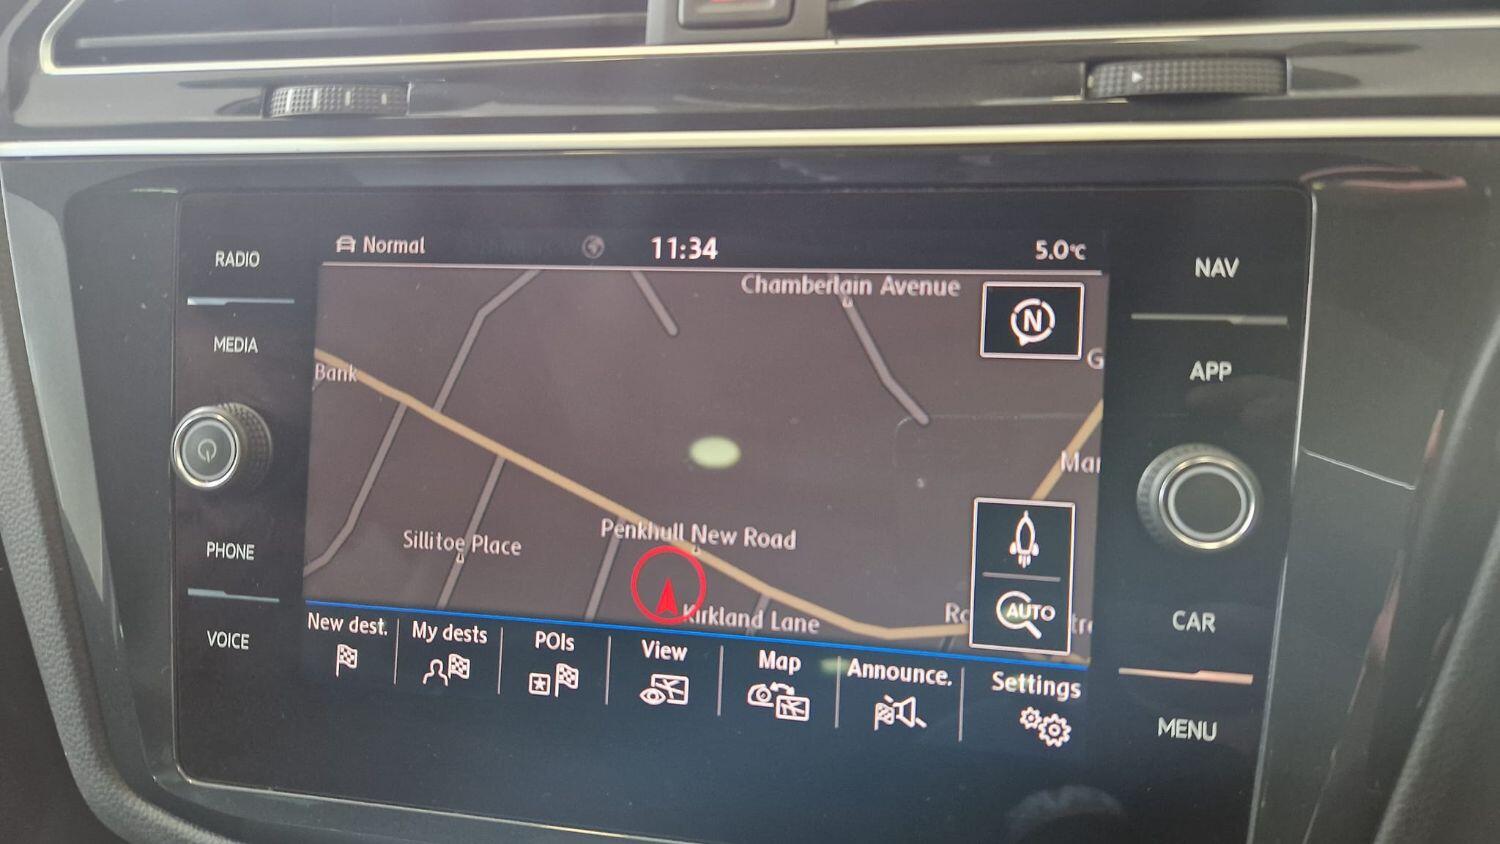 RADIO
MEDIA
PHONE
VOICE
Normal
11:34
5.0°C
Chamberlain Avenue
N
G
Bank
Mar
Sillitoe Place
Penkhull New Road
Kirkland Lane
AUTO
New dest.
My dests
POIs
View
Map
Announce.
Settings
NAV
APP
CAR
MENU